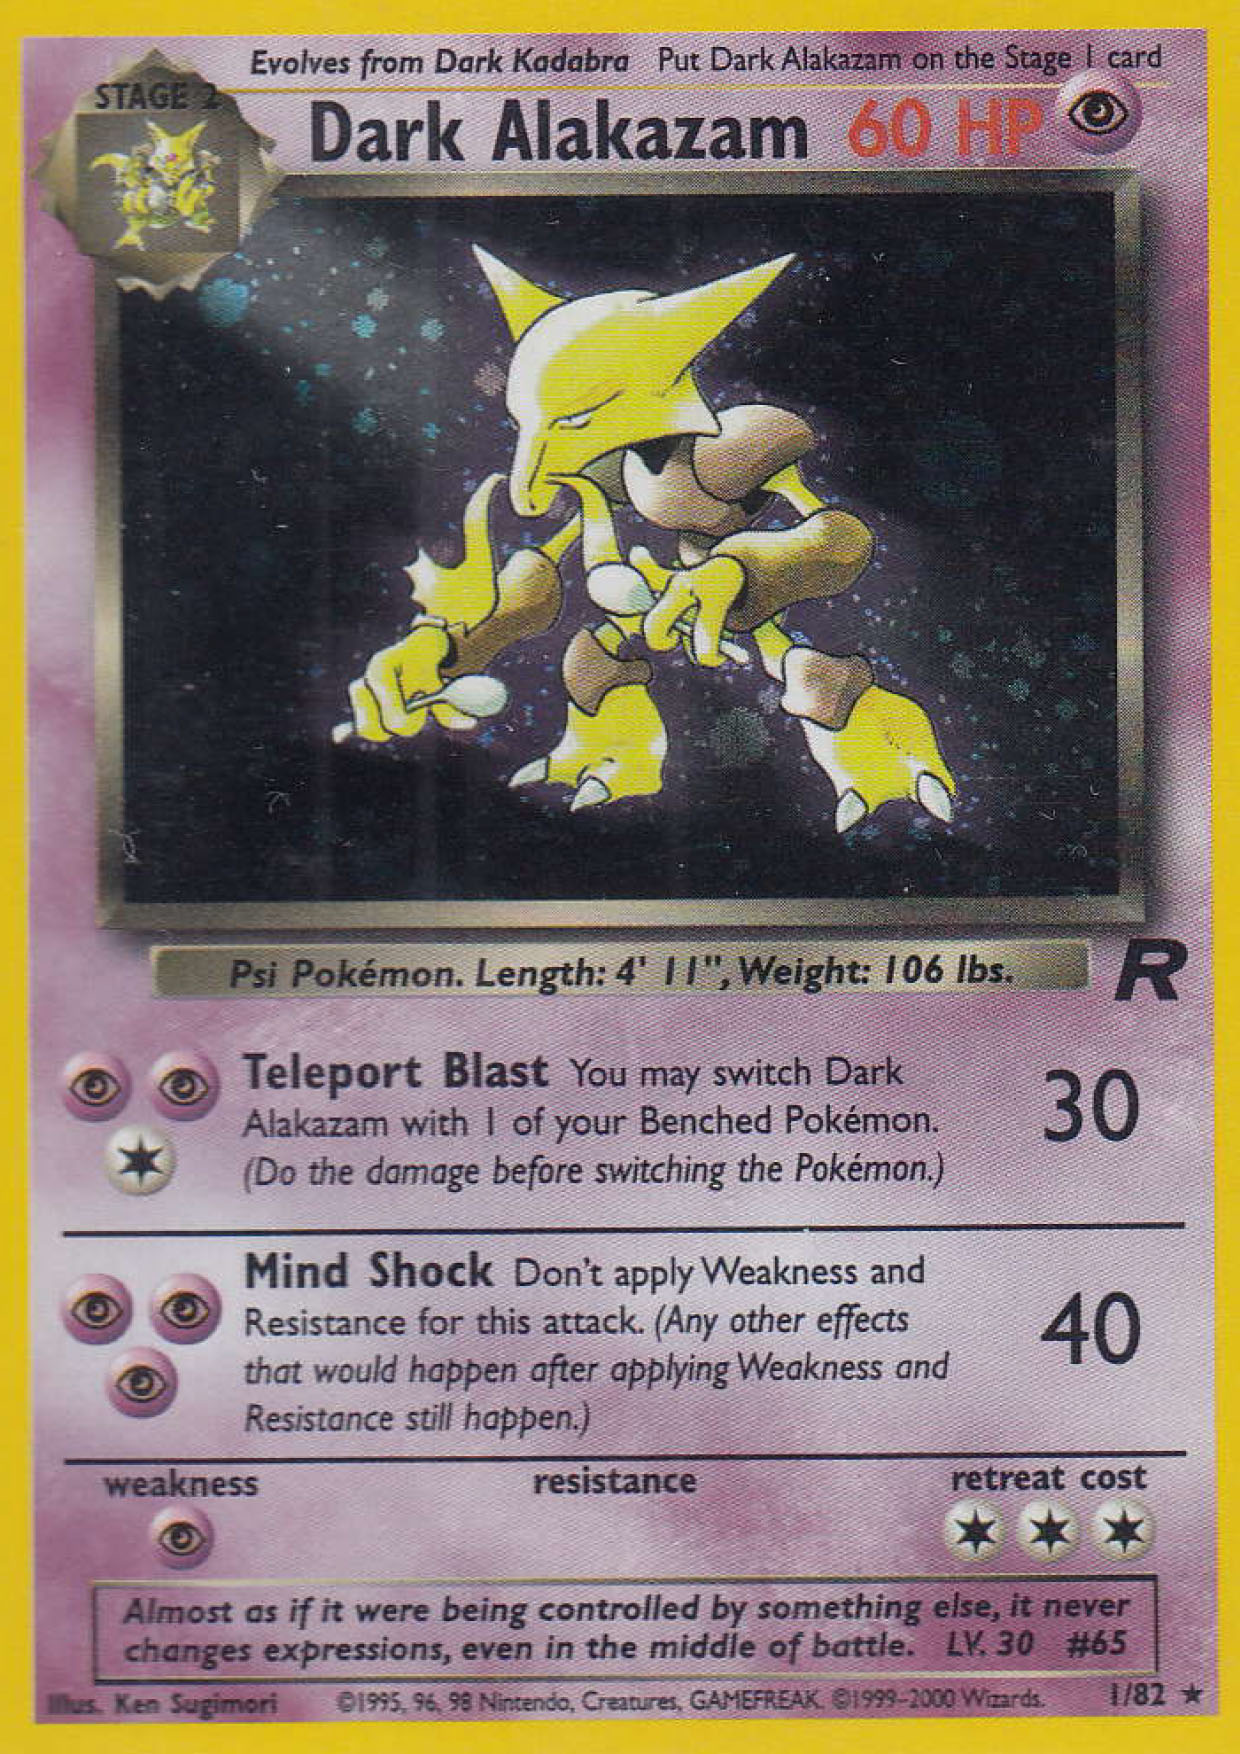 Evolves from Dark Kadabra Put Dark Alakazam on the Stage 1 card
STAGE 2
Dark Alakazam 60 HP
Psi Pokémon. Length: 4' 11", Weight: 106 lbs.
R
Teleport Blast You may switch Dark
Alakazam with 1 of your Benched Pokémon.
(Do the damage before switching the Pokémon.)
30
Mind Shock Don't apply Weakness and
Resistance for this attack. (Any other effects
that would happen after applying Weakness and
Resistance still happen.)
40
weakness resistance retreat cost
Almost as if it were being controlled by something else, it never
changes expressions, even in the middle of battle. LV. 30 #65
Illus. Ken Sugimori ©1995, 96, 98 Nintendo, Creatures, GAMEFREAK. ©1999-2000 Wizards. 1/82 ★